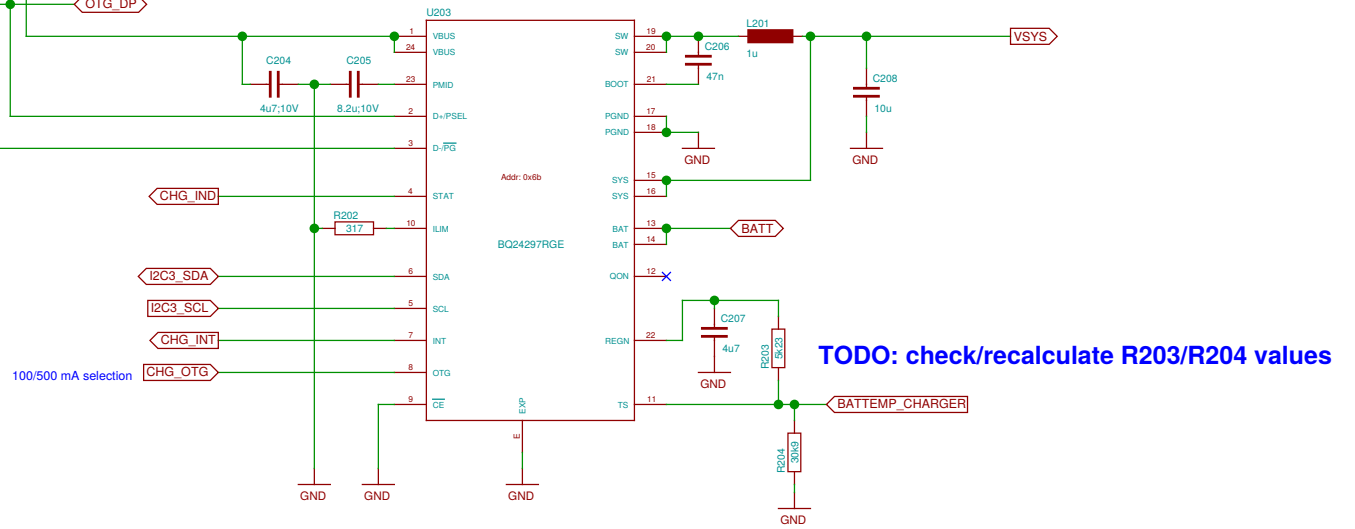 OTG_DP
U203
1 VBUS
24 VBUS
23 PMID
2 D+/PSEL
3 D-/PG
4 STAT
10 ILIM
6 SDA
5 SCL
7 INT
8 OTG
9 CE
SW 19
SW 20
BOOT 21
PGND 17
PGND 18
SYS 15
SYS 16
BAT 13
BAT 14
QON 12
REGN 22
TS 11
EXP
E
Addr: 0x6b
BQ24297RGE
C204
4u7;10V
C205
8.2u;10V
CHG_IND
R202
317
I2C3_SDA
I2C3_SCL
CHG_INT
100/500 mA selection
CHG_OTG
GND
GND
GND
L201
1u
VSYS
C206
47n
C208
10u
GND
GND
BATT
C207
4u7
GND
R203
5k23
TODO: check/recalculate R203/R204 values
BATTEMP_CHARGER
R204
30k9
GND